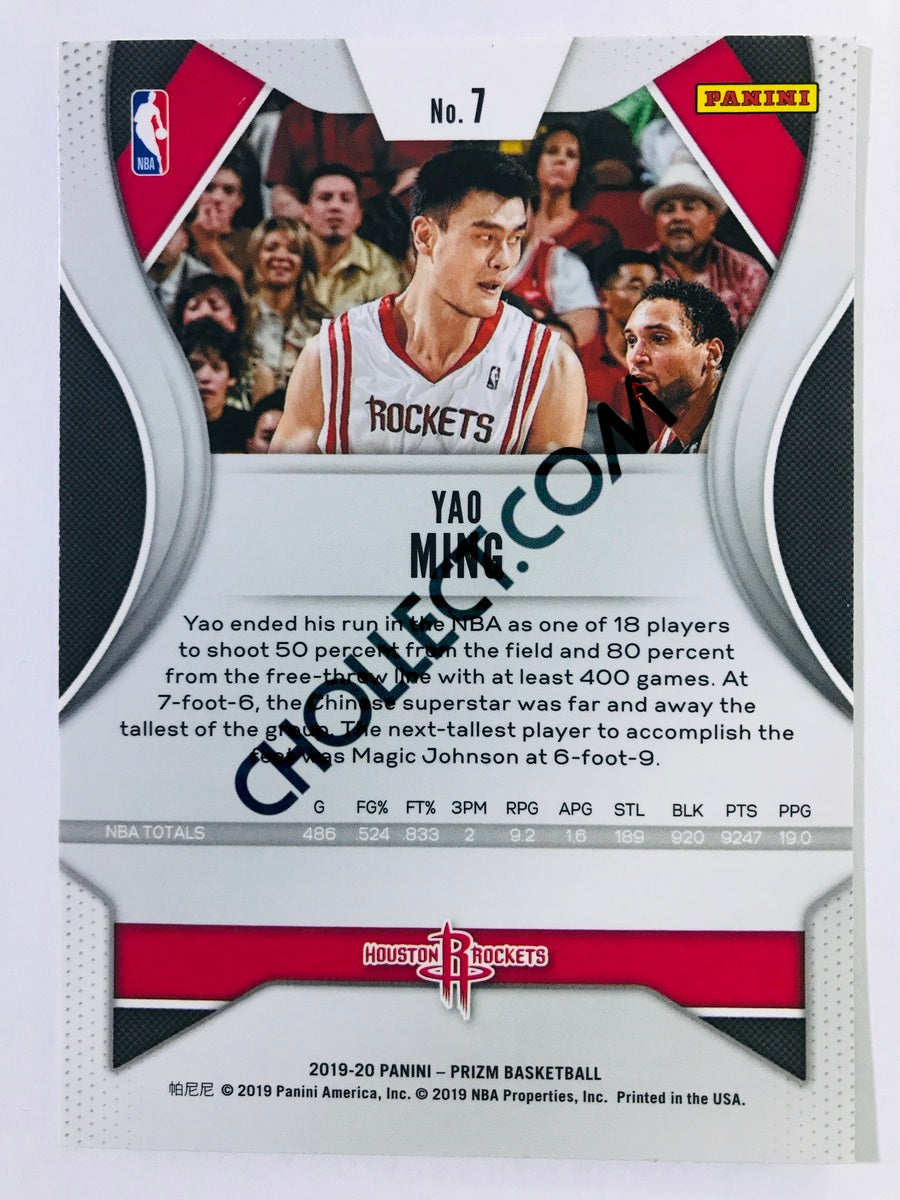 No. 7
PANINI
NBA
ROCKETS
YAO
MING
Yao ended his run in the NBA as one of 18 players
to shoot 50 percent from the field and 80 percent
from the free-throw line with at least 400 games. At
7-foot-6, the Chinese superstar was far and away the
tallest of the group. The next-tallest player to accomplish the
feat was Magic Johnson at 6-foot-9.
CHOLLECT.COM
G FG% FT% 3PM RPG APG STL BLK PTS PPG
NBA TOTALS 486 .524 .833 2 9.2 1.6 189 920 9247 19.0
HOUSTON R ROCKETS
2019-20 PANINI – PRIZM BASKETBALL
帕尼尼 © 2019 Panini America, Inc. © 2019 NBA Properties, Inc. Printed in the USA.